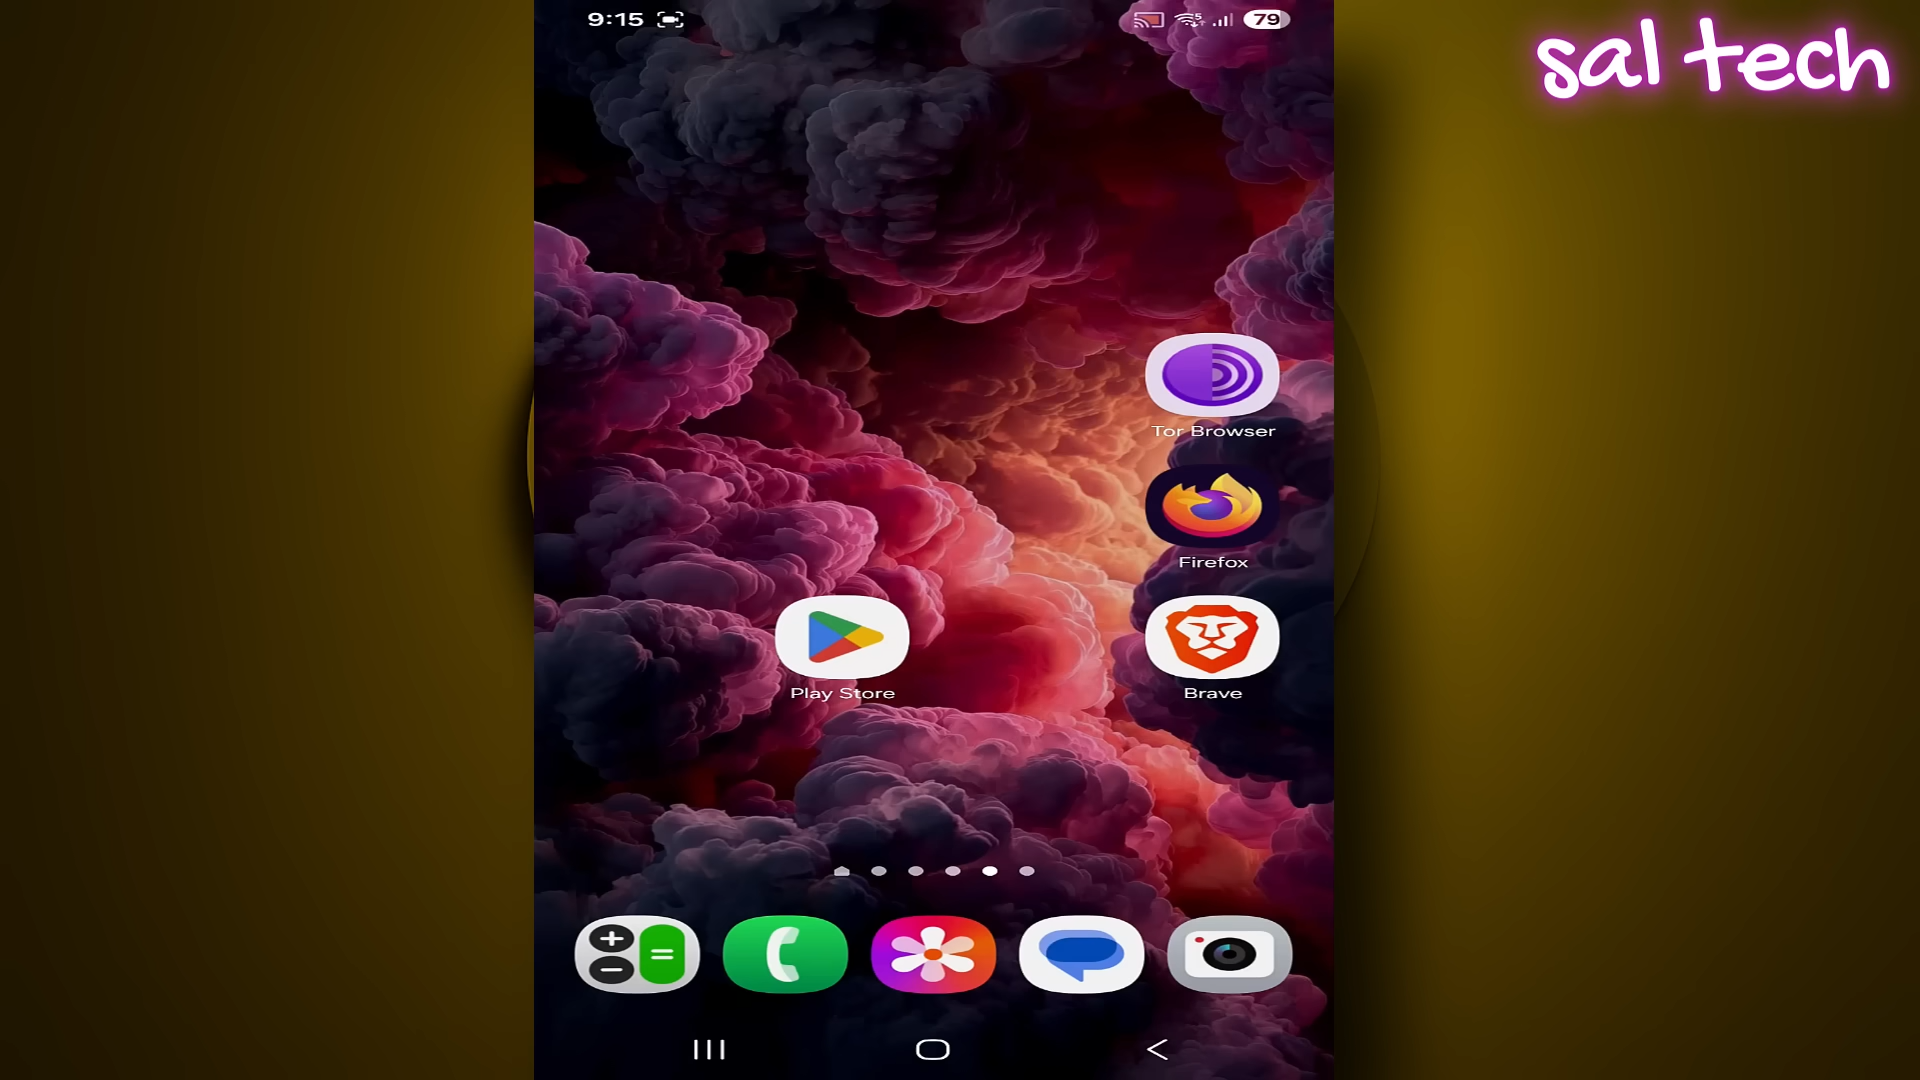 9:15
79
sal tech
Tor Browser
Firefox
Play Store
Brave